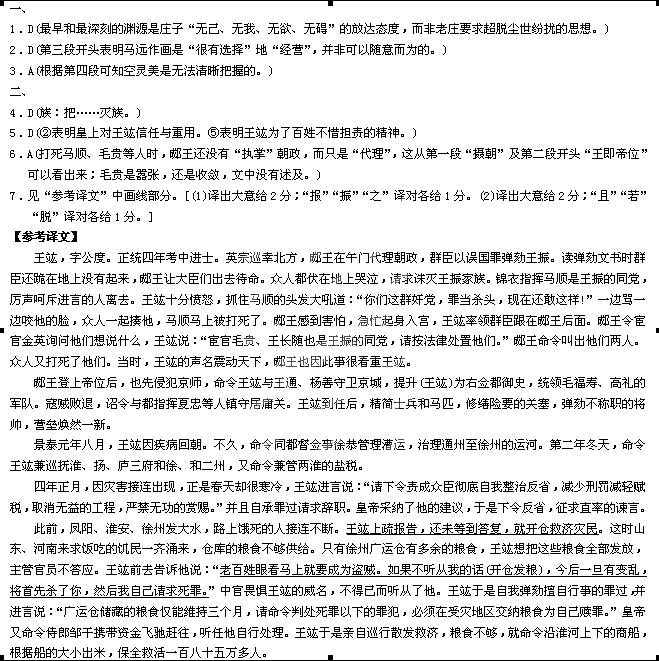 一、
1．D(最早和最深刻的渊源是庄子“无己、无我、无欲、无碍”的放达态度，而非老庄要求超脱尘世纷扰的思想。)
2．D(第三段开头表明马远作画是“很有选择”地“经营”，并非可以随意而为的。)
3．A(根据第四段可知空灵美是无法清晰把握的。)
二、
4．D(族：把……灭族。)
5．D(②表明皇上对王竑信任与重用。⑤表明王竑为了百姓不惜担责的精神。)
6．A(打死马顺、毛贵等人时，郕王还没有“执掌”朝政，而只是“代理”，这从第一段“摄朝”及第二段开头“王即帝位”
可以看出来；毛贵是嚣张，还是收敛，文中没有述及。)
7．见“参考译文”中画线部分。[(1)译出大意给2分；“报”“振”“之”译对各给1分。(2)译出大意给2分；“且”“若”
“脱”译对各给1分。]
【参考译文】
王竑，字公度。正统四年考中进士。英宗巡幸北方，郕王在午门代理朝政，群臣以误国罪弹劾王振。读弹劾文书时群
臣还跪在地上没有起来，郕王让大臣们出去待命。众人都伏在地上哭泣，请求诛灭王振家族。锦衣指挥马顺是王振的同党，
厉声呵斥进言的人离去。王竑十分愤怒，抓住马顺的头发大吼道：“你们这群奸党，罪当杀头，现在还敢这样!”一边骂一
边咬他的脸，众人一起揍他，马顺马上被打死了。郕王感到害怕，急忙起身入宫，王竑率领群臣跟在郕王后面。郕王令宦
官金英询问他们想说什么，王竑说：“宦官毛贵、王长随也是王振的同党，请按法律处置他们。”郕王命令叫出他们两人。
众人又打死了他们。当时，王竑的声名震动天下，郕王也因此事很看重王竑。
郕王登上帝位后，也先侵犯京师，命令王竑与王通、杨善守卫京城，提升(王竑)为右佥都御史，统领毛福寿、高礼的
军队。寇贼败退，诏令与都指挥夏忠等人镇守居庸关。王竑到任后，精简士兵和马匹，修缮险要的关塞，弹劾不称职的将
帅，营垒焕然一新。
景泰元年八月，王竑因疾病回朝。不久，命令同都督佥事徐恭管理漕运，治理通州至徐州的运河。第二年冬天，命令
王竑兼巡抚淮、扬、庐三府和徐、和二州，又命令兼管两淮的盐税。
四年正月，因灾害接连出现，正是春天却很寒冷，王竑进言说：“请下令责成众臣彻底自我整治反省，减少刑罚减轻赋
税，取消无益的工程，严禁无功的赏赐。”并且自承罪过请求辞职。皇帝采纳了他的建议，于是下令反省，征求直率的谏言。
此前，凤阳、淮安、徐州发大水，路上饿死的人接连不断。王竑上疏报告，还未等到答复，就开仓救济灾民。这时山
东、河南来求饭吃的饥民一齐涌来，仓库的粮食不够供给。只有徐州广运仓有多余的粮食，王竑想把这些粮食全部发放，
主管官员不答应。王竑前去告诉他说：“老百姓眼看马上就要成为盗贼。如果不听从我的话(开仓发粮)，今后一旦有变乱，
将首先杀了你，然后我自己请求死罪。”中官畏惧王竑的威名，不得已而听从了他。王竑于是自我弹劾擅自行事的罪过，并
进言说：“广运仓储藏的粮食仅能维持三个月，请命令判处死罪以下的罪犯，必须在受灾地区交纳粮食为自己赎罪。”皇帝
又命令侍郎邹干携带资金飞驰赶往，听任他自行处理。王竑于是亲自巡行散发救济，粮食不够，就命令沿淮河上下的商船，
根据船的大小出米，保全救活一百八十五万多人。